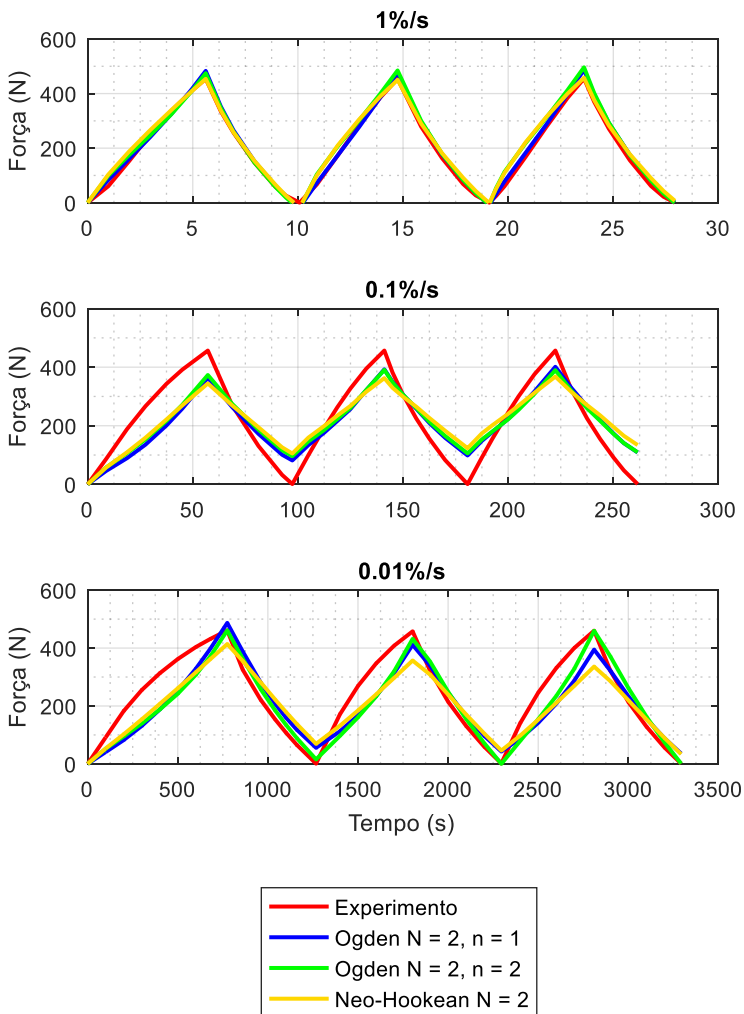 1%/s
600
400
200
0
Força (N)
0 5 10 15 20 25 30
0.1%/s
600
400
200
0
Força (N)
0 50 100 150 200 250 300
0.01%/s
600
400
200
0
Força (N)
0 500 1000 1500 2000 2500 3000 3500
Tempo (s)
Experimento
Ogden N = 2, n = 1
Ogden N = 2, n = 2
Neo-Hookean N = 2